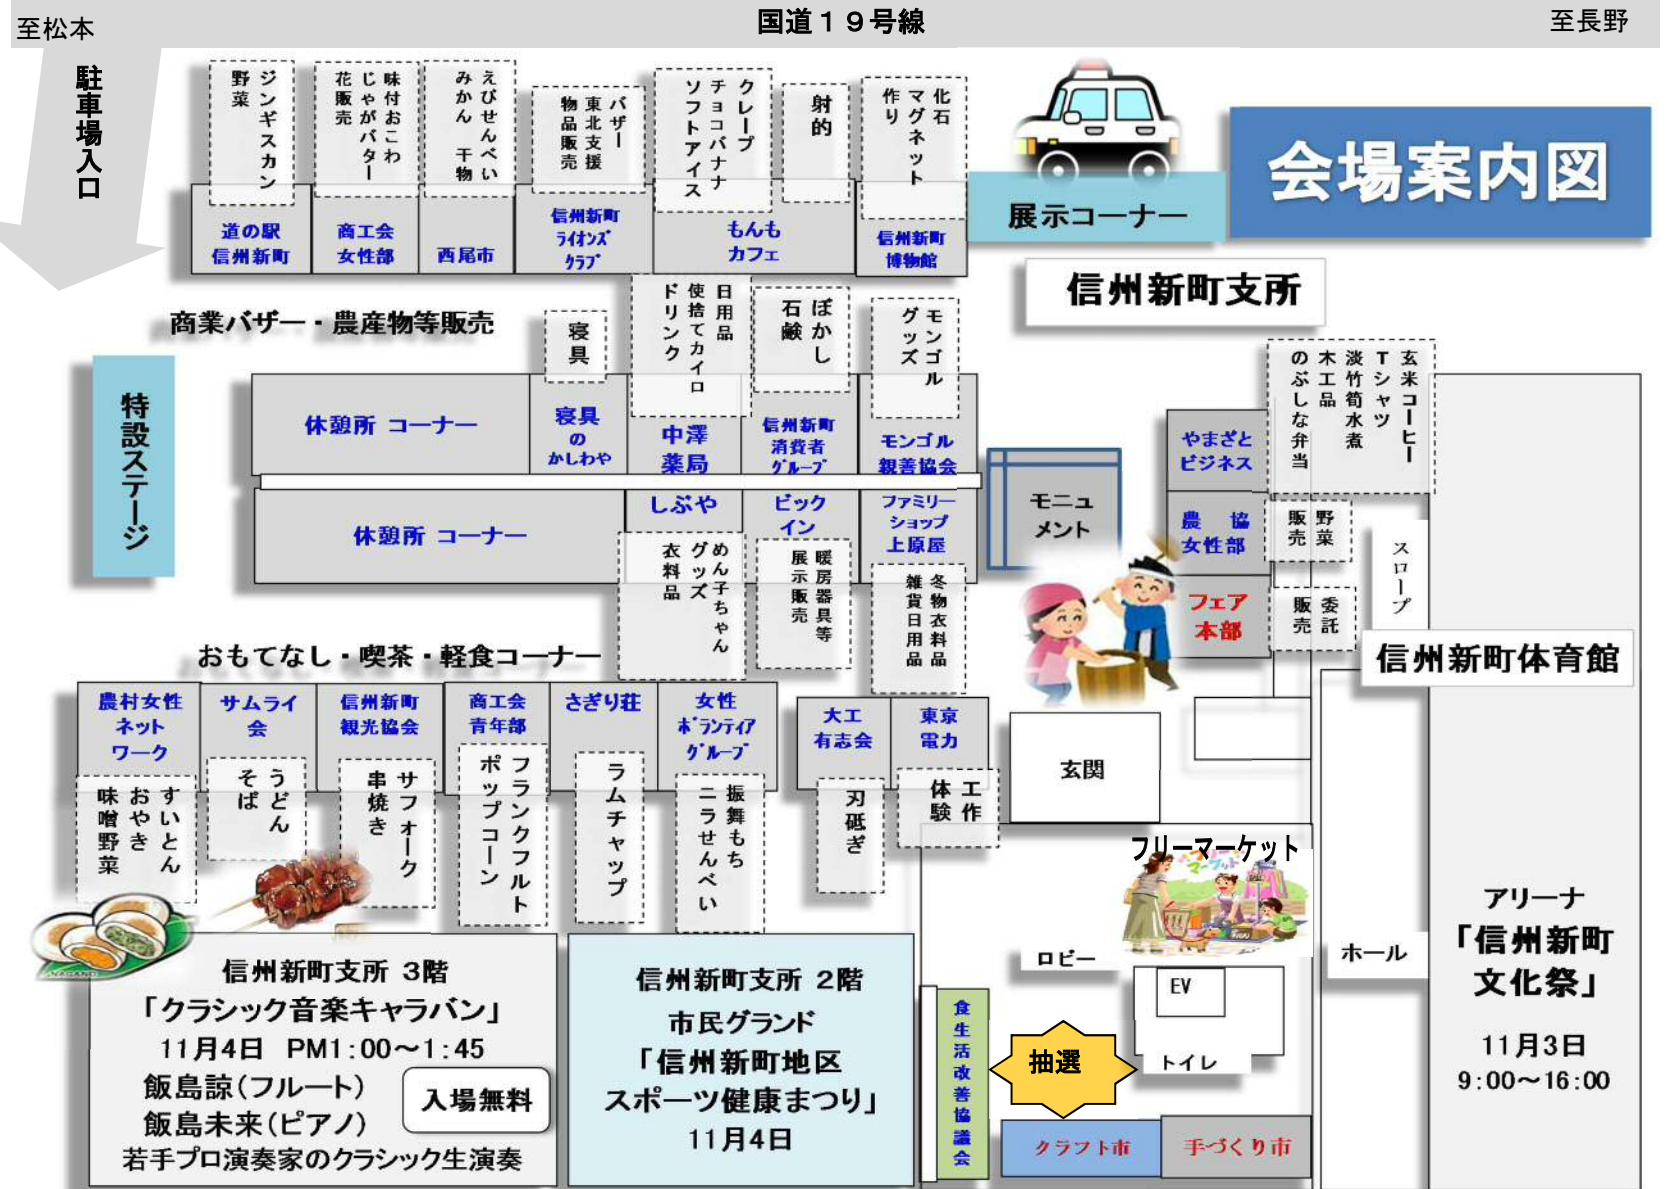 国道１９号線
至松本
至長野
駐車場入口
会場案内図
ジンギスカン
野菜
味付おこわ
じゃがバター
花販売
えびせんべい
みかん 干物
バザー
東北支援
物品販売
クレープ
チョコバナナ
ソフトアイス
射的
化石
マグネット
作り
道の駅
信州新町
商工会
女性部
西尾市
信州新町
ライオンズ
クラブ
もんも
カフェ
信州新町
博物館
展示コーナー
信州新町支所
商業バザー・農産物等販売
特設ステージ
寝具
日用品
使捨てカイロ
ドリンク
ぼかし
石鹸
モンゴル
グッズ
休憩所 コーナー
寝具
の
かしわや
中澤
薬局
信州新町
消費者
グループ
モンゴル
親善協会
休憩所 コーナー
しぶや
ビック
イン
ファミリー
ショップ
上原屋
めん子ちゃん
グッズ
衣料品
暖房器具等
展示販売
冬物衣料品
雑貨日用品
モニュ
メント
やまざと
ビジネス
玄米コーヒー
Tシャツ
淡竹筍水煮
木工品
のぶしな弁当
農 協
女性部
野菜
販売
フェア
本部
委託
販売
スロープ
信州新町体育館
おもてなし・喫茶・軽食コーナー
農村女性
ネット
ワーク
サムライ
会
信州新町
観光協会
商工会
青年部
さぎり荘
女性
ボランティア
グループ
大工
有志会
東京
電力
すいとん
おやき
味噌野菜
うどん
そば
サフォーク
串焼き
フランクフルト
ポップコーン
ラムチャップ
振舞もち
ニラせんべい
刃砥ぎ
工作
体験
玄関
フリーマーケット
フリーマーケット
ロビー
EV
トイレ
ホール
アリーナ
「信州新町
文化祭」
11月3日
9:00～16:00
NAGANO
信州新町支所 3階
「クラシック音楽キャラバン」
11月4日 PM1:00～1:45
飯島諒(フルート)
飯島未来(ピアノ)
入場無料
若手プロ演奏家のクラシック生演奏
信州新町支所 2階
市民グランド
「信州新町地区
スポーツ健康まつり」
11月4日
食生活改善協議会
抽選
クラフト市
手づくり市